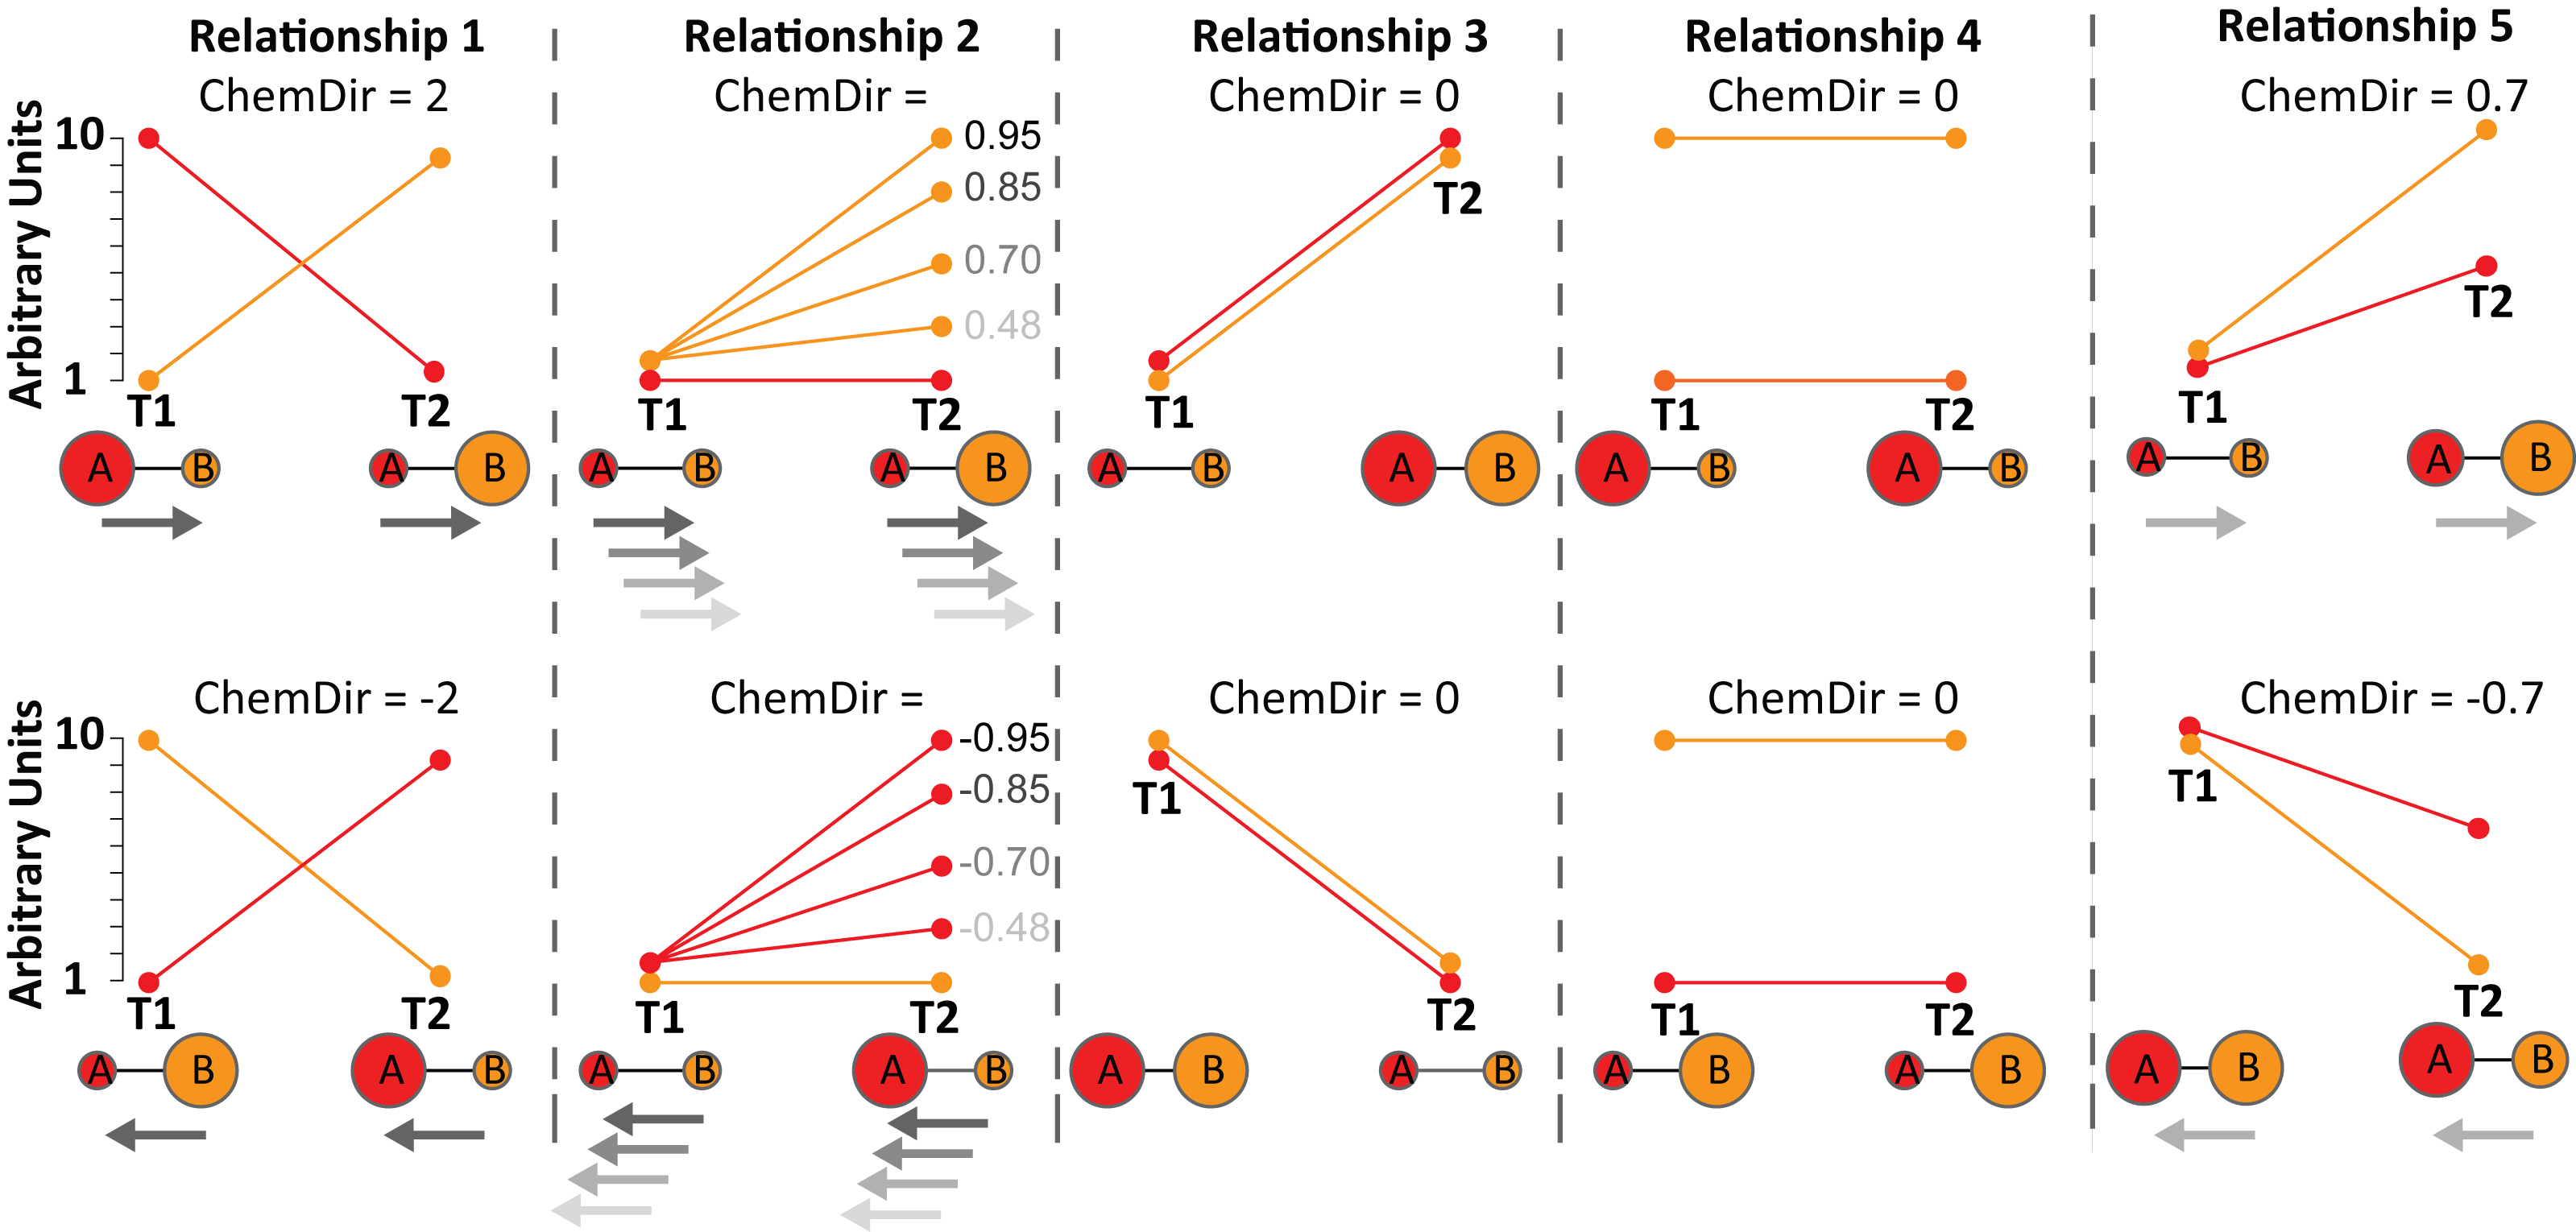 Relationship 1
ChemDir = 2
Arbitrary Units
10
1
T1
T2
A
B
A
B
Relationship 2
ChemDir =
0.95
0.85
0.70
0.48
T1
T2
A
B
A
B
Relationship 3
ChemDir = 0
T2
T1
A
B
A
B
Relationship 4
ChemDir = 0
T1
T2
A
B
A
B
Relationship 5
ChemDir = 0.7
T2
T1
A
B
A
B
ChemDir = -2
Arbitrary Units
10
1
T1
T2
A
B
A
B
ChemDir =
-0.95
-0.85
-0.70
-0.48
T1
T2
A
B
A
B
ChemDir = 0
T1
T2
A
B
A
B
ChemDir = 0
T1
T2
A
B
A
B
ChemDir = -0.7
T1
T2
A
B
A
B